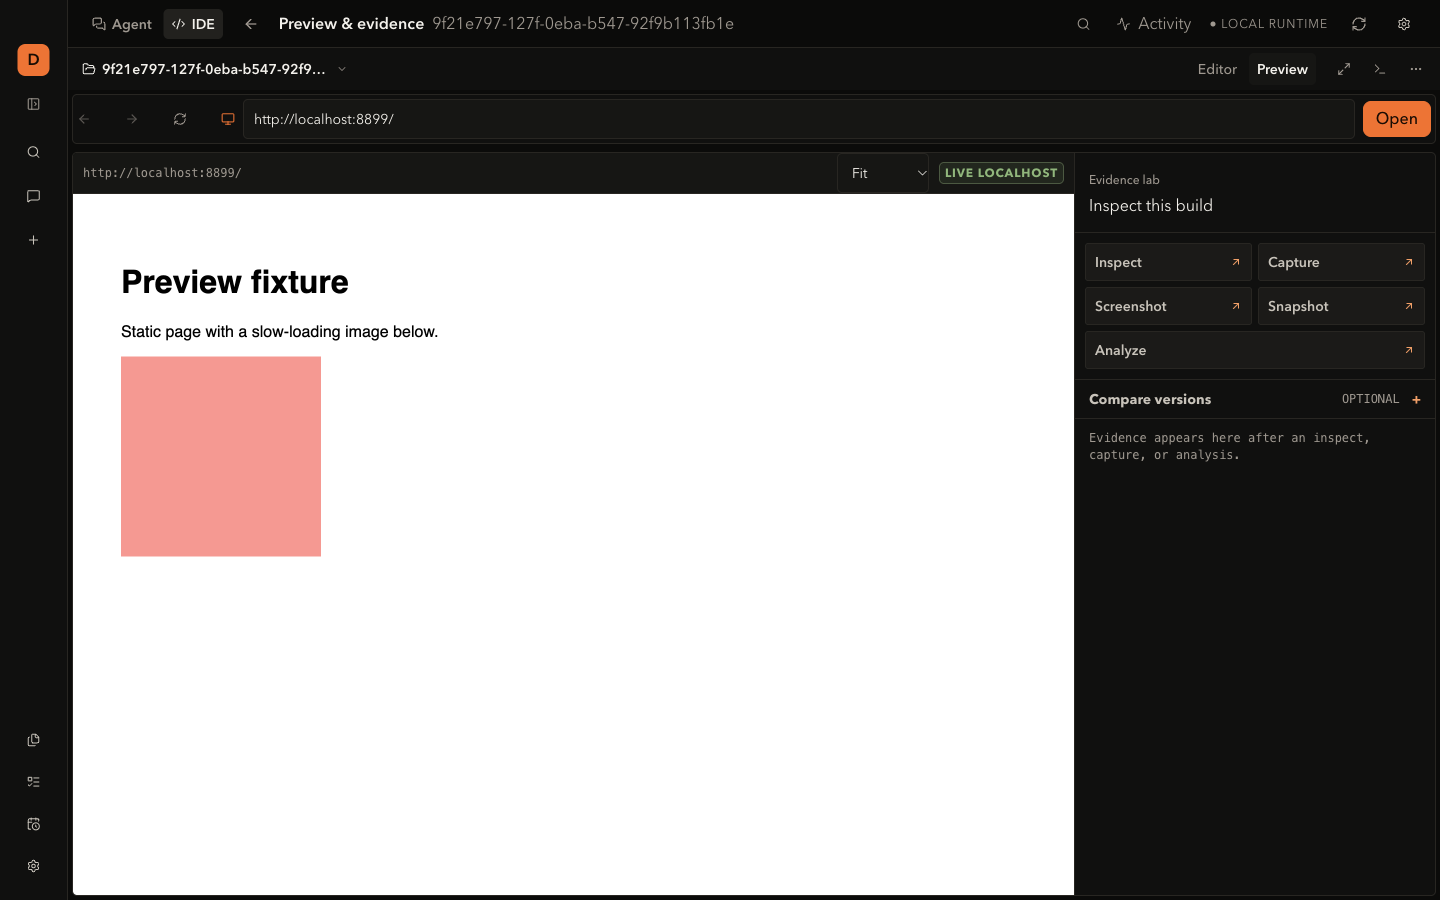 D
Agent
IDE
Preview & evidence 9f21e797-127f-0eba-b547-92f9b113fb1e
Activity
LOCAL RUNTIME
9f21e797-127f-0eba-b547-92f9...
Editor
Preview
http://localhost:8899/
Open
http://localhost:8899/
Fit
LIVE LOCALHOST
Preview fixture
Static page with a slow-loading image below.
Evidence lab
Inspect this build
Inspect
Capture
Screenshot
Snapshot
Analyze
Compare versions
OPTIONAL +
Evidence appears here after an inspect,
capture, or analysis.